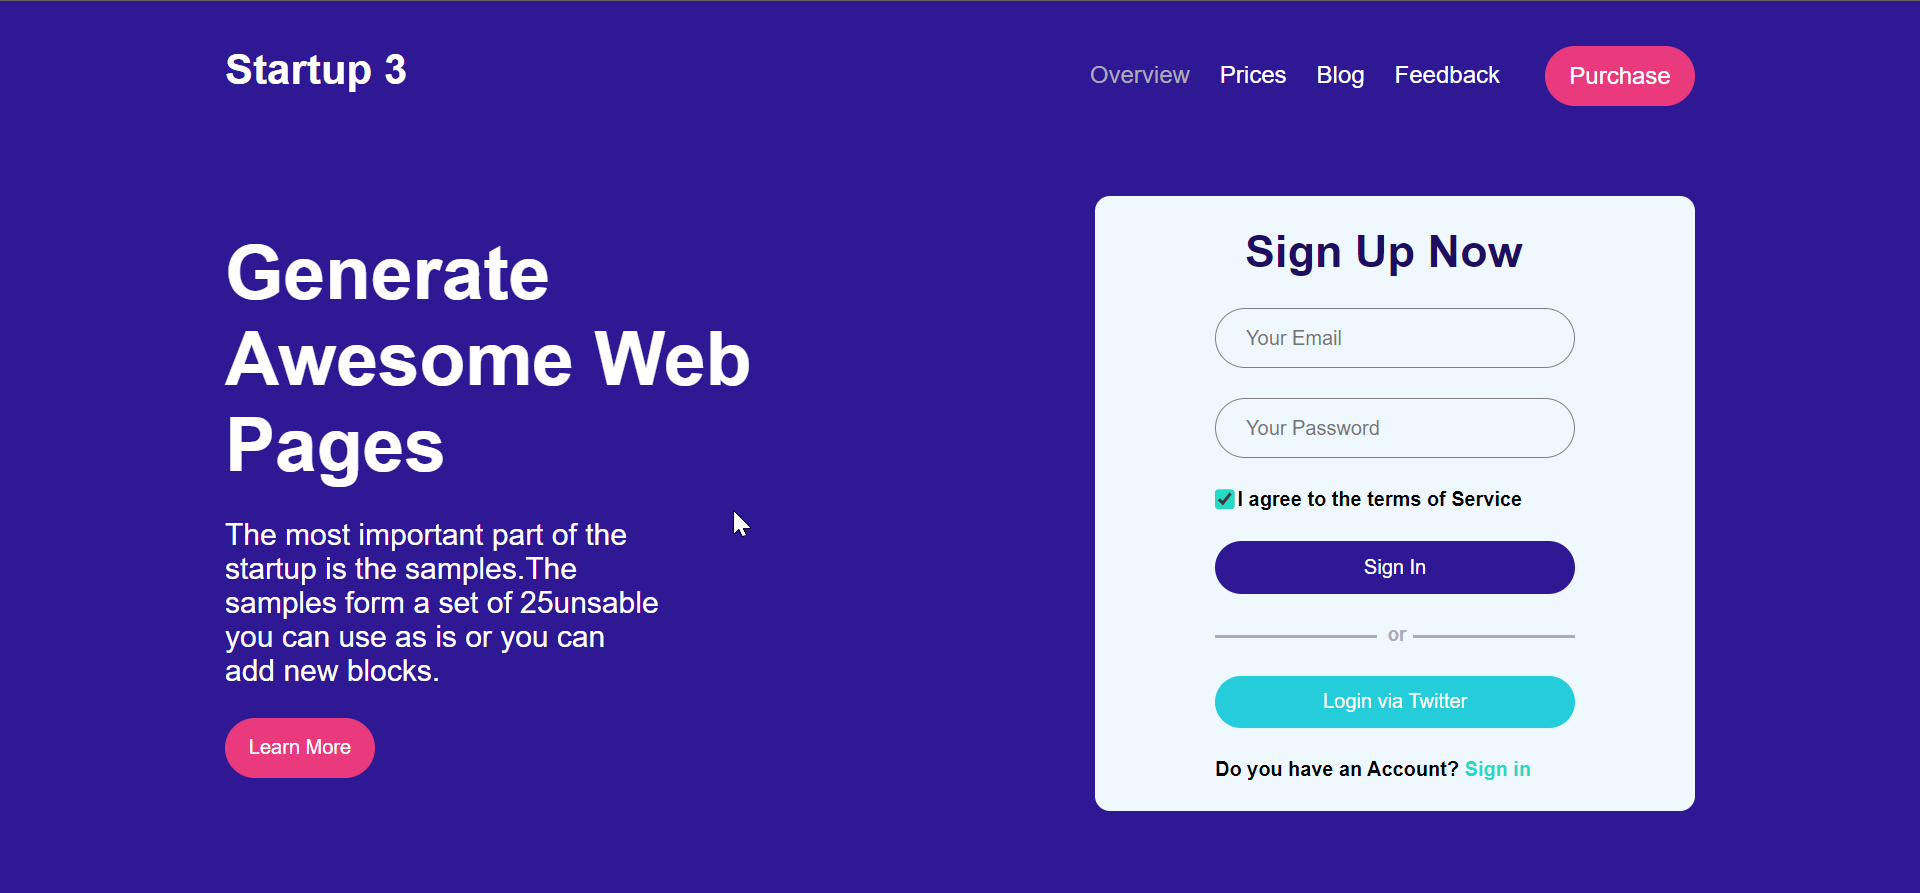 Startup 3
Overview
Prices
Blog
Feedback
Purchase
Generate
Awesome Web
Pages
The most important part of the
startup is the samples.The
samples form a set of 25unsable
you can use as is or you can
add new blocks.
Learn More
Sign Up Now
Your Email
Your Password
I agree to the terms of Service
Sign In
or
Login via Twitter
Do you have an Account? Sign in